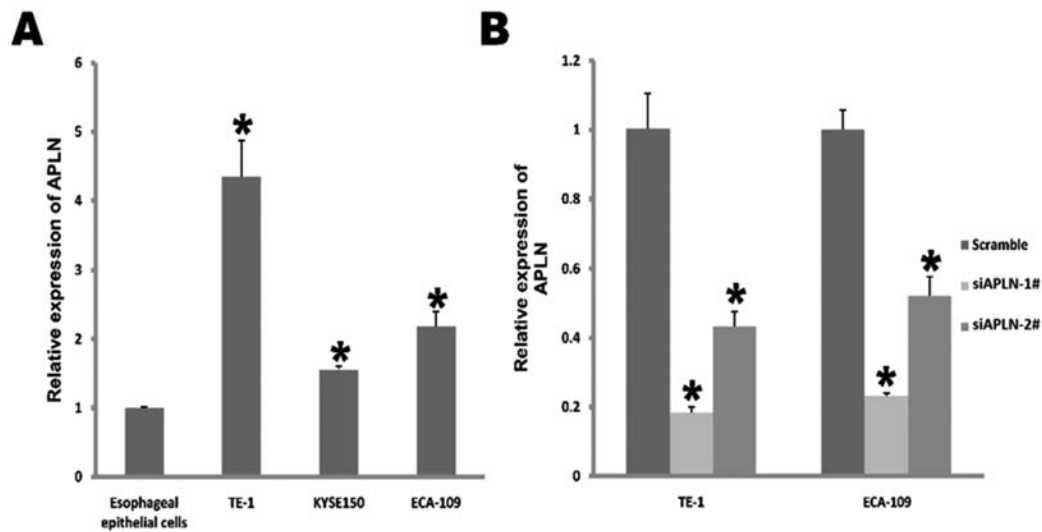 A
Relative expression of APLN
6
5
4
3
2
1
0
*
*
*
Esophageal
epithelial cells
TE-1
KYSE150
ECA-109
B
Relative expression of
APLN
1.2
1
0.8
0.6
0.4
0.2
0
*
*
*
*
TE-1
ECA-109
Scramble
siAPLN-1#
siAPLN-2#